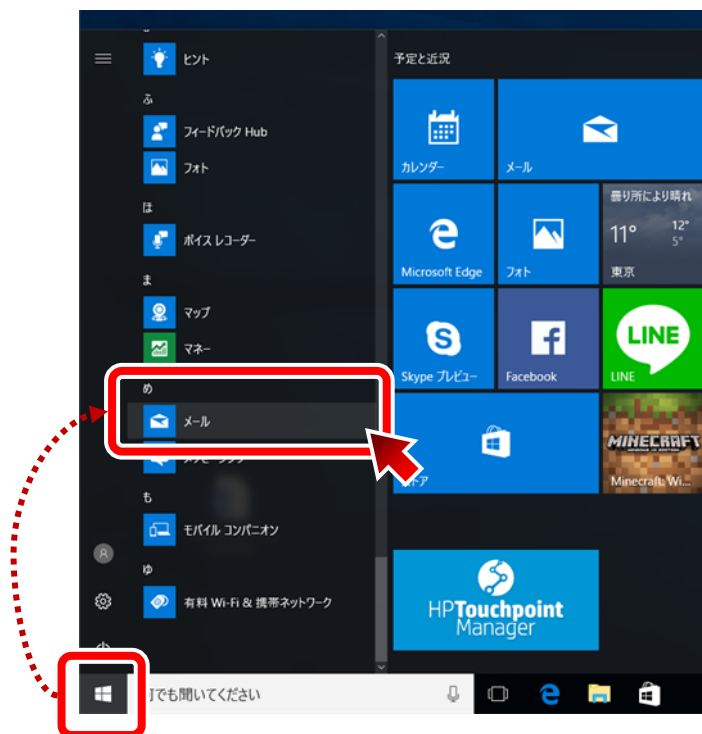 ヒント
ふ
フィードバック Hub
フォト
ほ
ボイス レコーダー
ま
マップ
マネー
め
メール
も
モバイル コンパニオン
ゆ
有料 Wi-Fi & 携帯ネットワーク
予定と近況
カレンダー
メール
Microsoft Edge
フォト
曇り所により晴れ
11° 12°
5°
東京
Skype プレビュー
Facebook
LINE
LINE
MINECRAFT
Minecraft: Wi...
HP Touchpoint
Manager
でも聞いてください